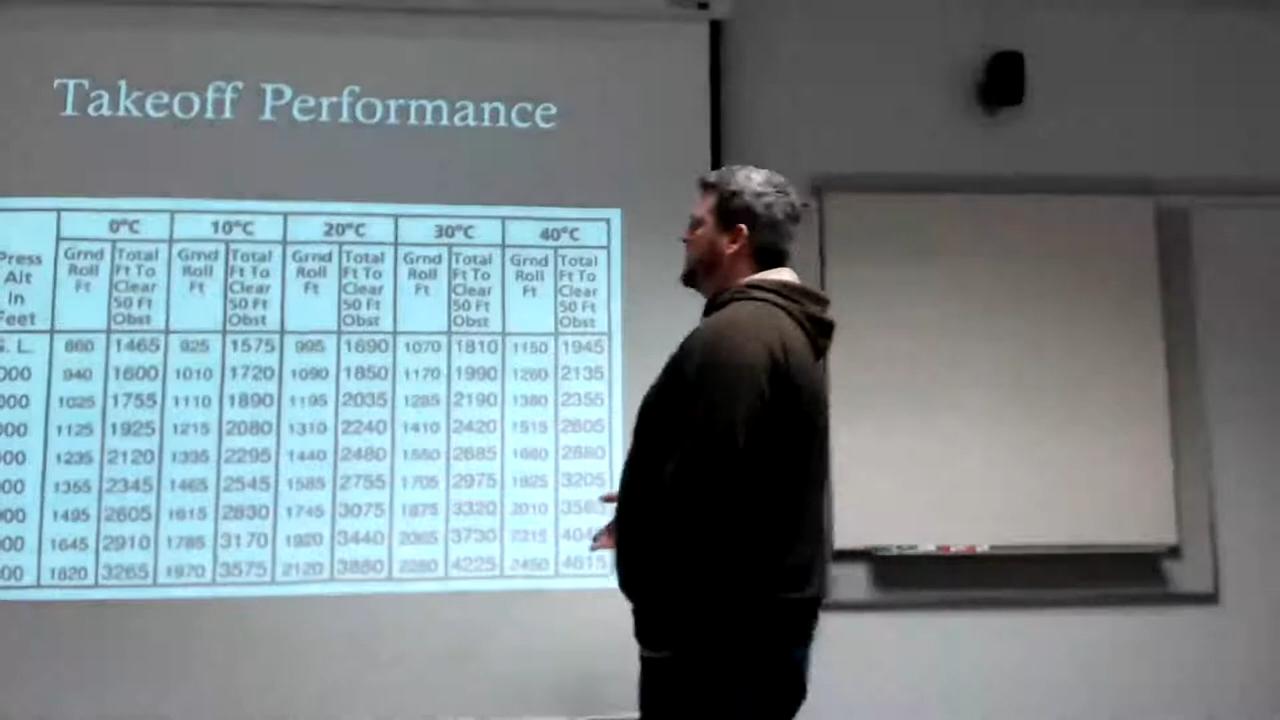 Takeoff Performance
0°C 10°C 20°C 30°C 40°C
Press Alt In Feet Grnd Roll Ft Total Ft To Clear 50 Ft Obst Grnd Roll Ft Total Ft To Clear 50 Ft Obst Grnd Roll Ft Total Ft To Clear 50 Ft Obst Grnd Roll Ft Total Ft To Clear 50 Ft Obst Grnd Roll Ft Total Ft To Clear 50 Ft Obst
S. L. 860 1465 925 1575 995 1690 1070 1810 1150 1945
000 940 1600 1010 1720 1090 1850 1170 1990 1260 2135
000 1025 1755 1110 1890 1195 2035 1285 2190 1380 2355
000 1125 1925 1215 2080 1310 2240 1410 2420 1515 2605
00 1235 2120 1335 2295 1440 2480 1550 2685 1660 2880
00 1355 2345 1465 2545 1585 2755 1705 2975 1825 3205
00 1495 2605 1615 2830 1745 3075 1875 3320 2010
00 1645 2910 1785 3170 1920 3440 2065 3730 2215
00 1820 3265 1970 3575 2120 3880 2280 4225 2450 4615